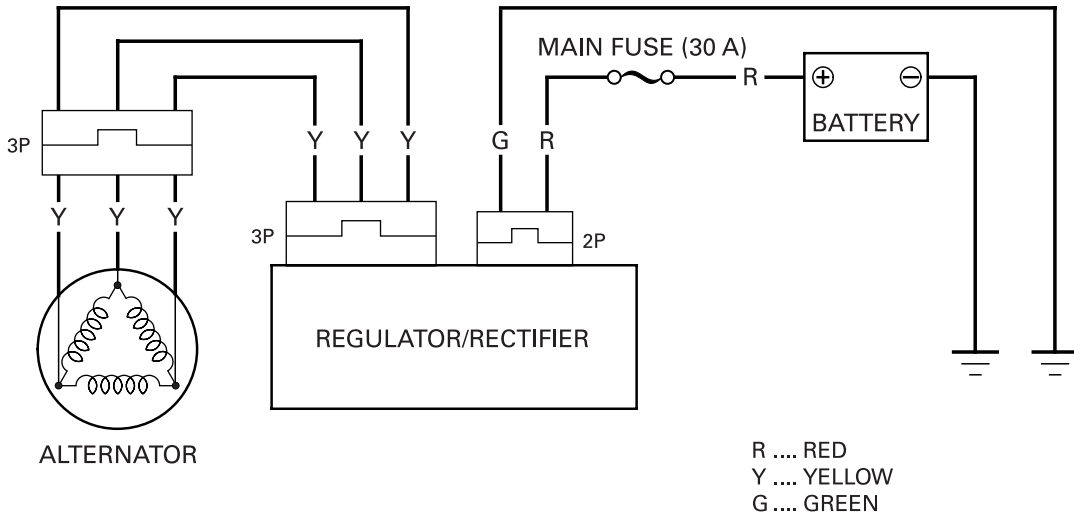 MAIN FUSE (30 A)
R
+ −
BATTERY
3P
Y Y Y
G R
Y Y Y
3P
2P
REGULATOR/RECTIFIER
ALTERNATOR
R .... RED
Y .... YELLOW
G .... GREEN